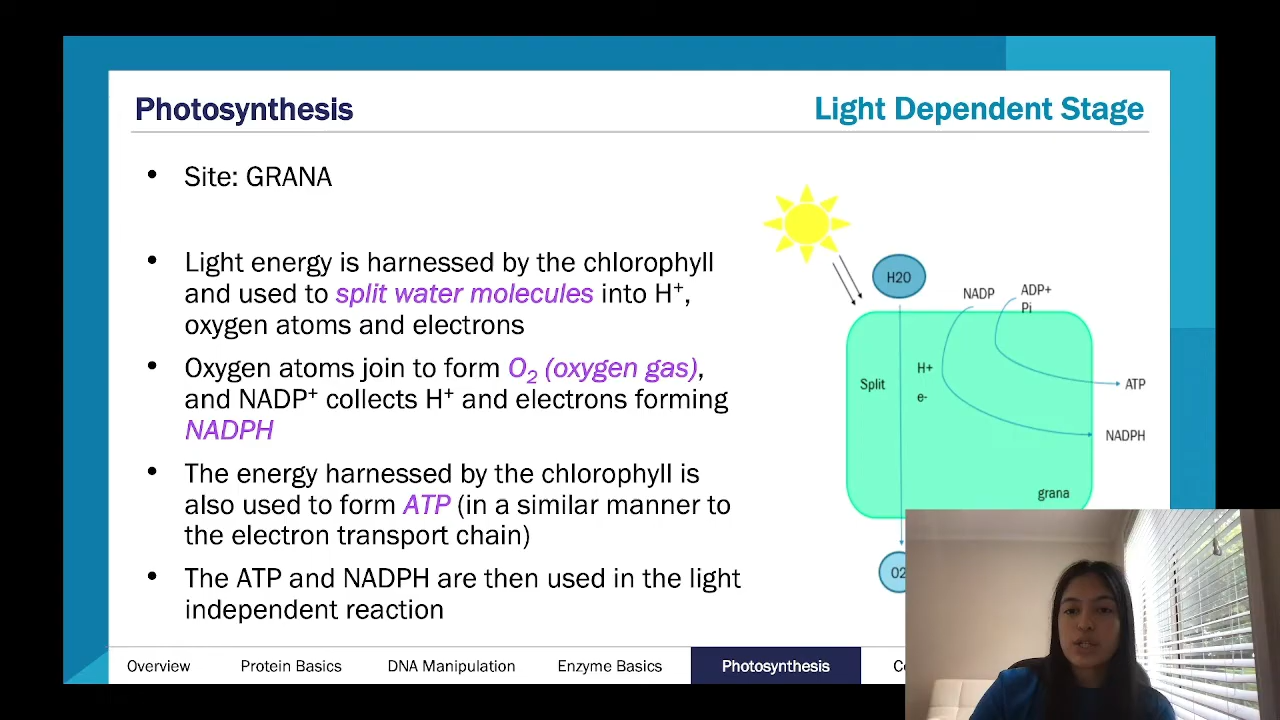 Photosynthesis
Light Dependent Stage
• Site: GRANA
• Light energy is harnessed by the chlorophyll
and used to split water molecules into H⁺,
oxygen atoms and electrons
• Oxygen atoms join to form O₂ (oxygen gas),
and NADP⁺ collects H⁺ and electrons forming
NADPH
• The energy harnessed by the chlorophyll is
also used to form ATP (in a similar manner to
the electron transport chain)
• The ATP and NADPH are then used in the light
independent reaction
H2O
NADP
ADP+
Pi
Split
H+
e-
ATP
NADPH
grana
O2
Overview
Protein Basics
DNA Manipulation
Enzyme Basics
Photosynthesis